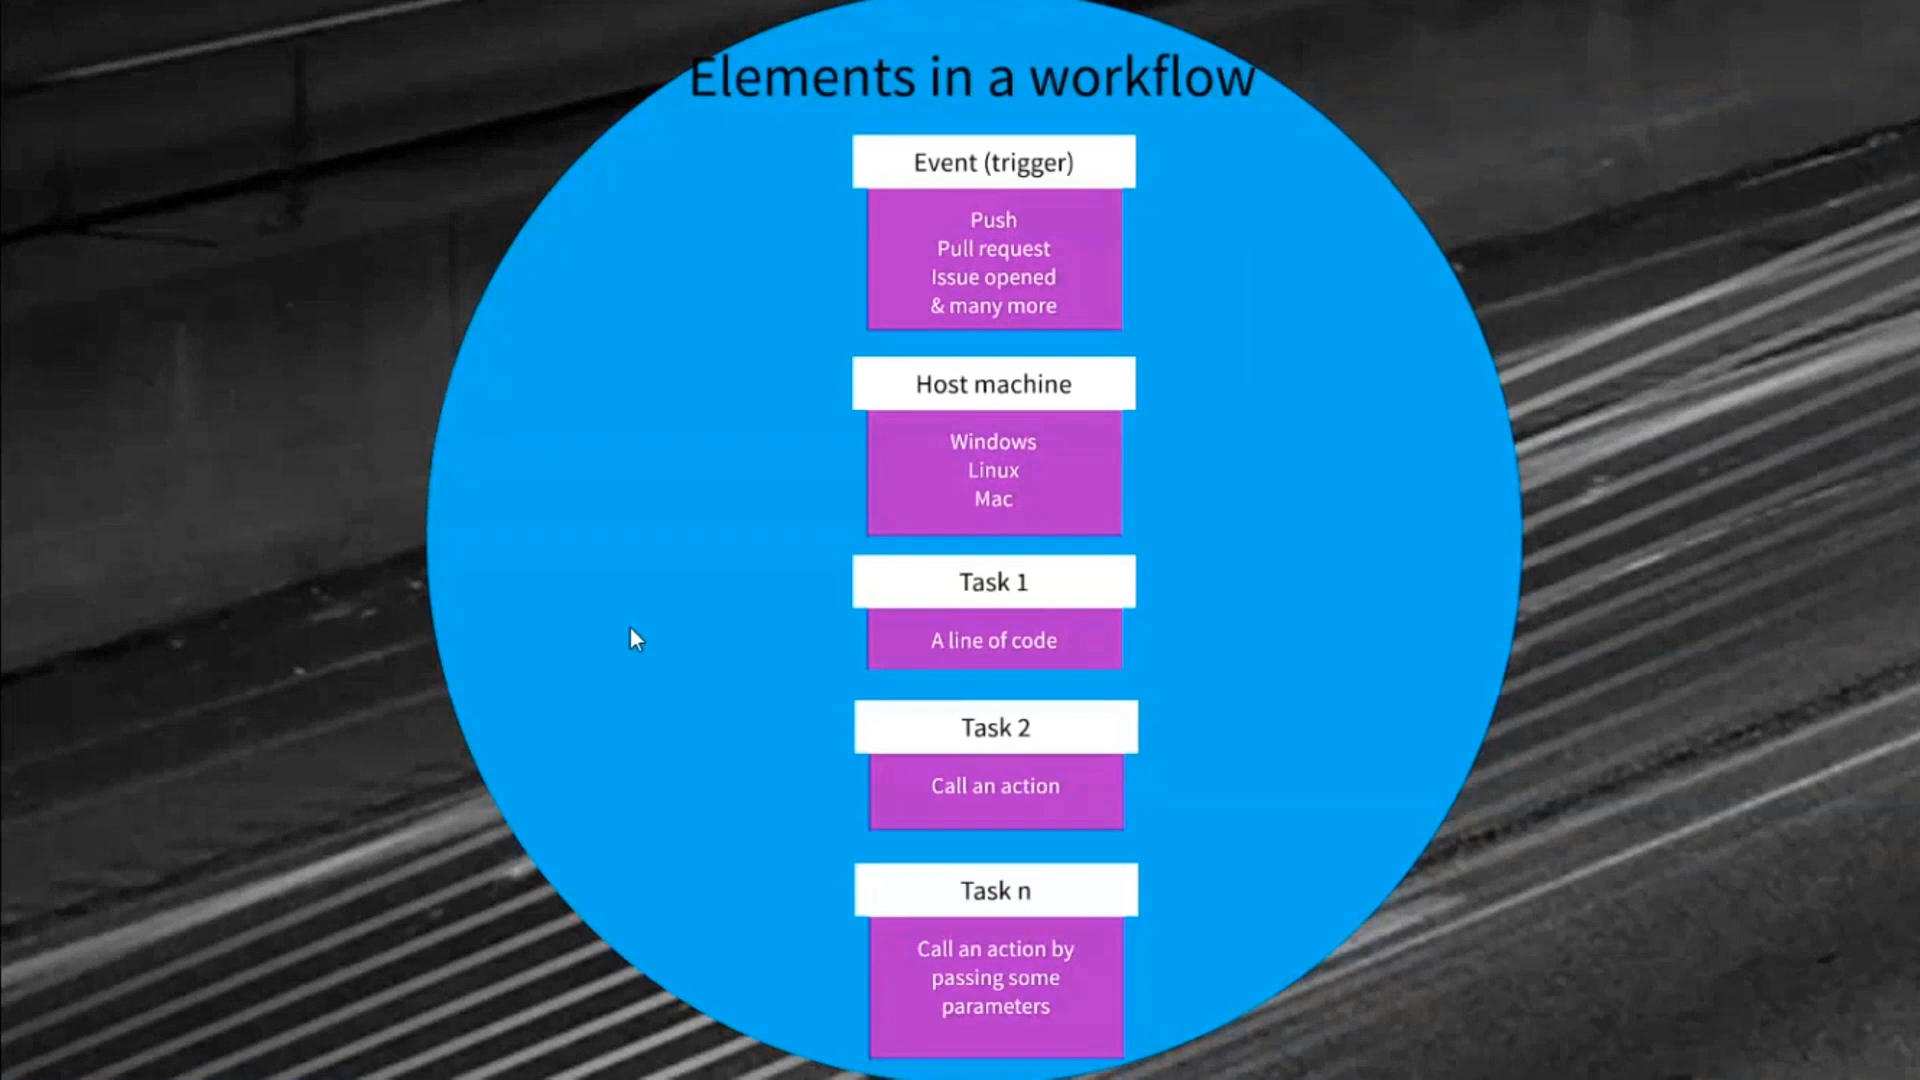 Elements in a workflow
Event (trigger)
Push
Pull request
Issue opened
& many more
Host machine
Windows
Linux
Mac
Task 1
A line of code
Task 2
Call an action
Task n
Call an action by
passing some
parameters